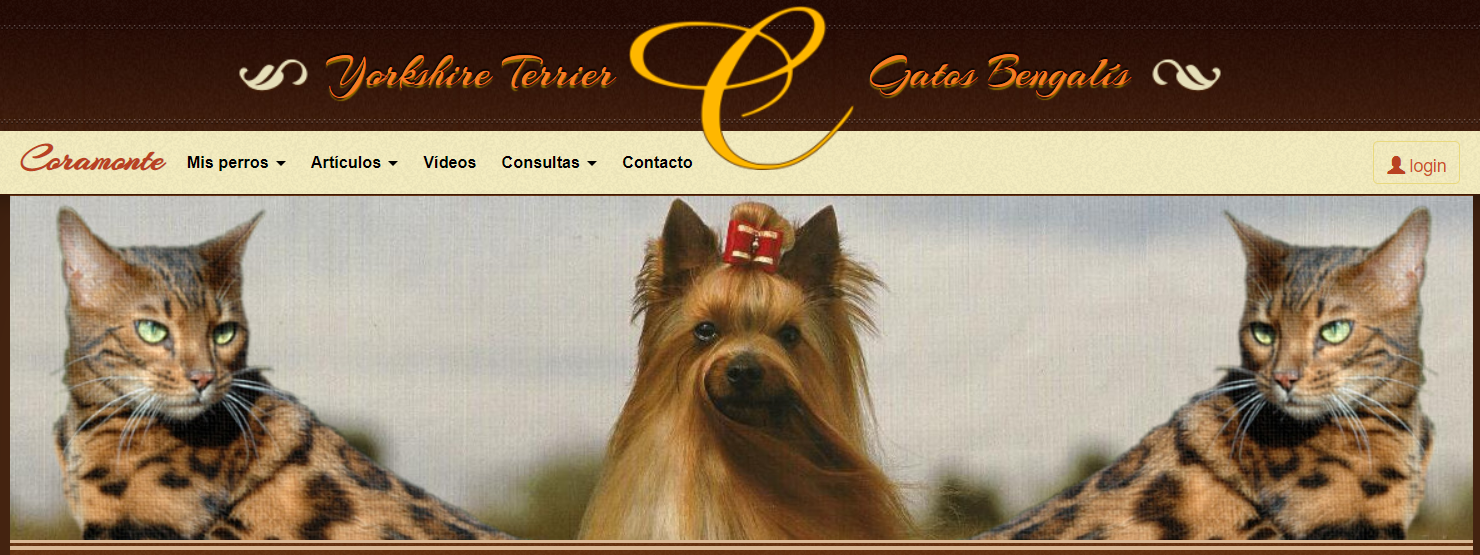 Yorkshire Terrier C Gatos Bengalís
Coramonte Mis perros Artículos Vídeos Consultas Contacto login